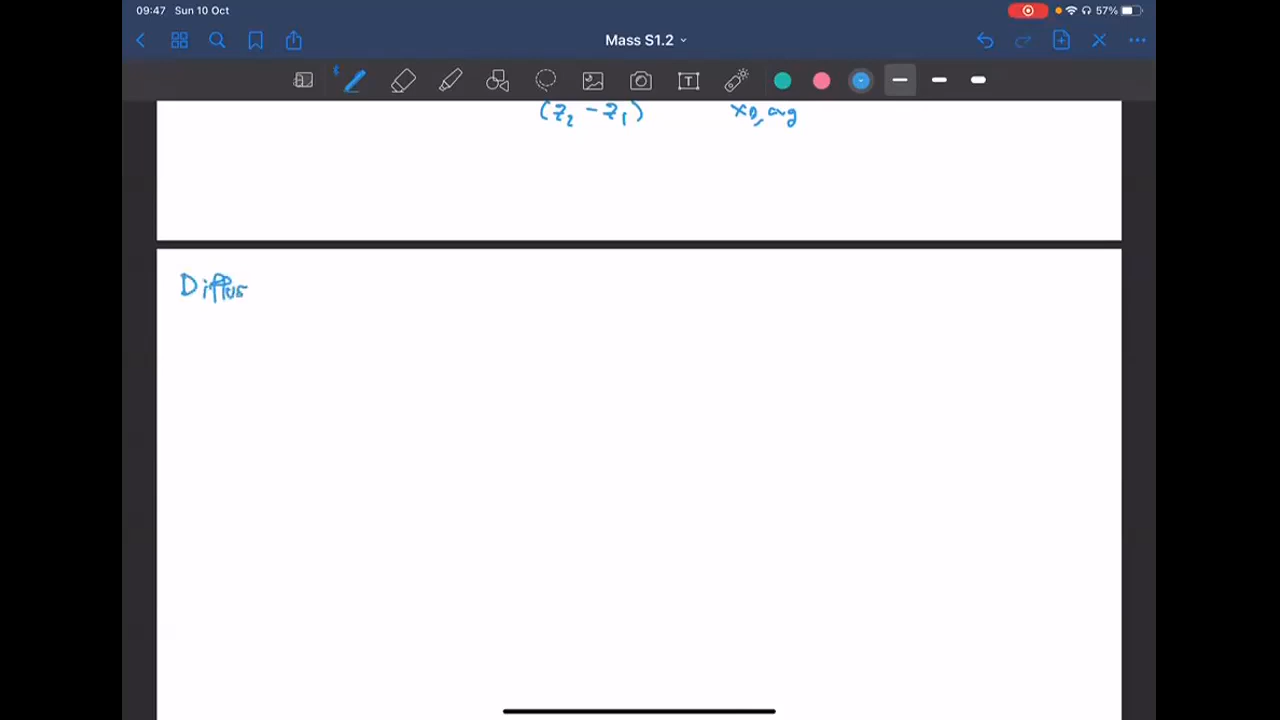 09:47 Sun 10 Oct 57%
Mass S1.2
T
(z₂ - z₁) x_B, avg
Diffus